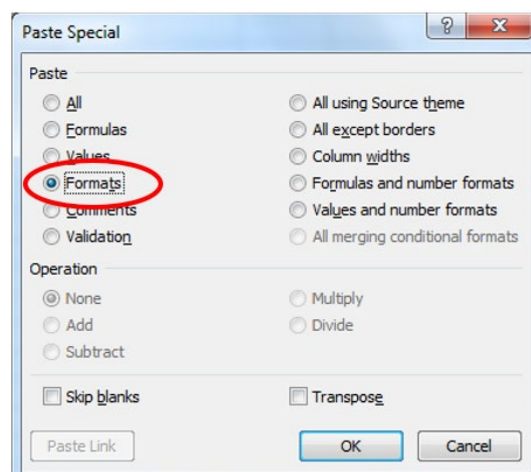 Paste Special
Paste
All
All using Source theme
Formulas
All except borders
Values
Column widths
Formats
Formulas and number formats
Comments
Values and number formats
Validation
All merging conditional formats
Operation
None
Multiply
Add
Divide
Subtract
Skip blanks
Transpose
Paste Link
OK
Cancel